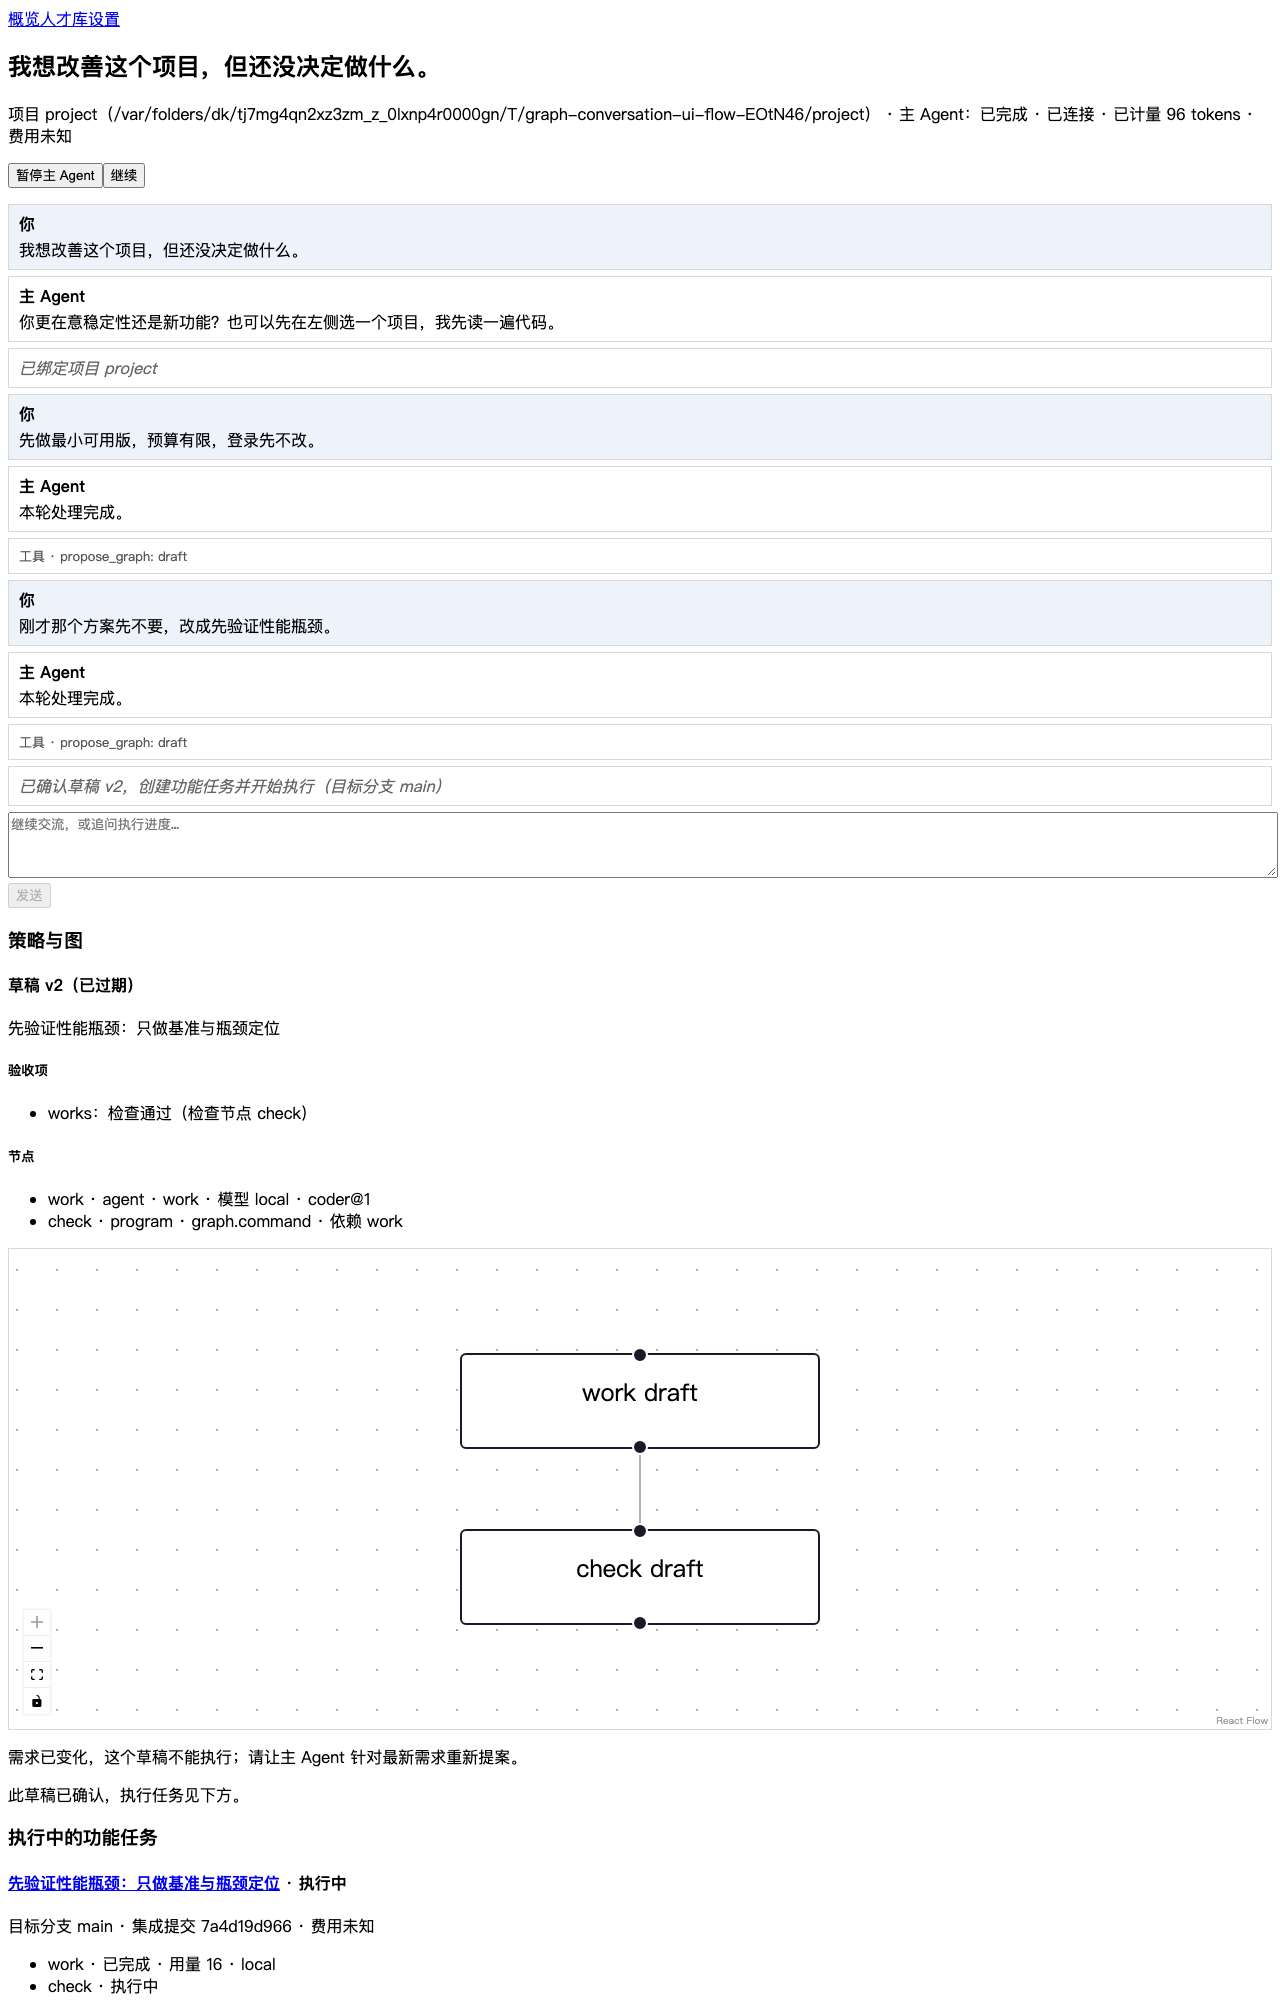 概览人才库设置
我想改善这个项目，但还没决定做什么。
项目 project（/var/folders/dk/tj7mg4qn2xz3zm_z_0lxnp4r0000gn/T/graph-conversation-ui-flow-EOtN46/project） · 主 Agent：已完成 · 已连接 · 已计量 96 tokens ·
费用未知
暂停主 Agent 继续
你
我想改善这个项目，但还没决定做什么。
主 Agent
你更在意稳定性还是新功能？也可以先在左侧选一个项目，我先读一遍代码。
已绑定项目 project
你
先做最小可用版，预算有限，登录先不改。
主 Agent
本轮处理完成。
工具 · propose_graph: draft
你
刚才那个方案先不要，改成先验证性能瓶颈。
主 Agent
本轮处理完成。
工具 · propose_graph: draft
已确认草稿 v2，创建功能任务并开始执行（目标分支 main）
继续交流，或追问执行进度…
发送
策略与图
草稿 v2（已过期）
先验证性能瓶颈：只做基准与瓶颈定位
验收项
works：检查通过（检查节点 check）
节点
work · agent · work · 模型 local · coder@1
check · program · graph.command · 依赖 work
work draft
check draft
React Flow
需求已变化，这个草稿不能执行；请让主 Agent 针对最新需求重新提案。
此草稿已确认，执行任务见下方。
执行中的功能任务
先验证性能瓶颈：只做基准与瓶颈定位 · 执行中
目标分支 main · 集成提交 7a4d19d966 · 费用未知
work · 已完成 · 用量 16 · local
check · 执行中